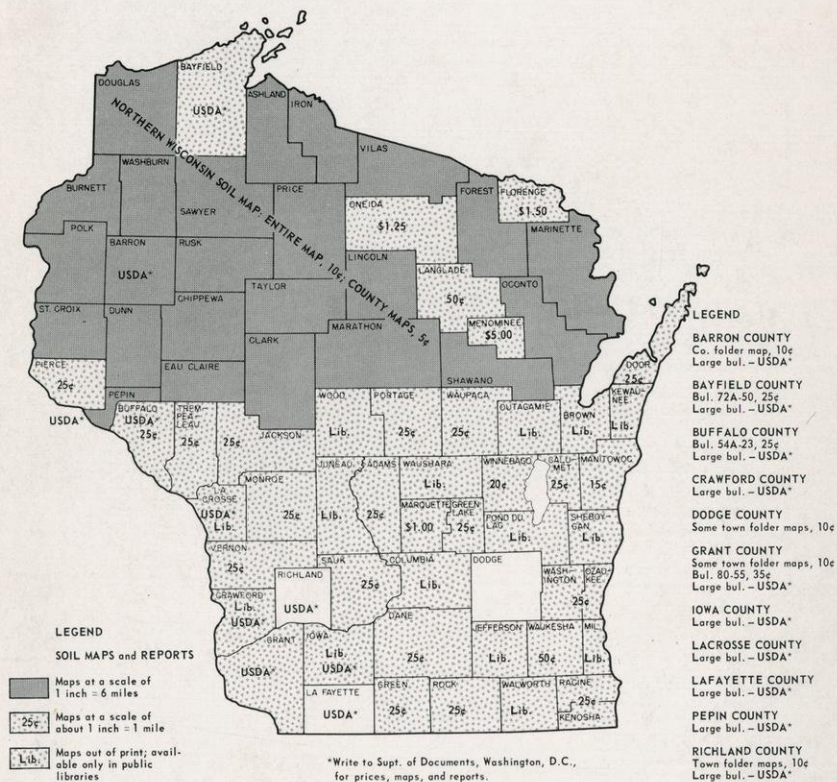 DOUGLAS
BAYFIELD
USDA*
ASHLAND
IRON
NORTHERN WISCONSIN SOIL MAP: ENTIRE MAP, 10¢; COUNTY MAPS, 5¢
VILAS
BURNETT
WASHBURN
SAWYER
PRICE
ONEIDA
$1.25
FOREST
FLORENCE
$1.50
MARINETTE
POLK
BARRON
USDA*
RUSK
LINCOLN
LANGLADE
50¢
OCONTO
TAYLOR
CHIPPEWA
ST. CROIX
DUNN
MENOMINEE
$5.00
CLARK
MARATHON
PIERCE
25¢
EAU CLAIRE
SHAWANO
DOOR
25¢
PEPIN
USDA*
BUFFALO
USDA*
25¢
TREM-
PEA-
LEAU
25¢
25¢
JACKSON
WOOD
Lib.
PORTAGE
25¢
WAUPACA
25¢
OUTAGAMIE
Lib.
BROWN
Lib.
KEWAU-
NEE
Lib.
LA
CROSSE
USDA*
Lib.
MONROE
25¢
JUNEAU
Lib.
ADAMS
25¢
WAUSHARA
Lib.
WINNEBAGO
20¢
CALU-
MET
25¢
MANITOWOC
15¢
MARQUETTE
$1.00
GREEN
LAKE
25¢
FOND DU
LAC
Lib.
SHEBOY-
GAN
Lib.
VERNON
25¢
RICHLAND
USDA*
SAUK
25¢
COLUMBIA
Lib.
DODGE
WASH-
INGTON
OZAU-
KEE
25¢
CRAWFORD
Lib.
USDA*
GRANT
USDA*
IOWA
Lib.
USDA*
DANE
25¢
JEFFERSON
Lib.
WAUKESHA
50¢
MIL.
Lib.
LA FAYETTE
USDA*
GREEN
25¢
ROCK
25¢
WALWORTH
Lib.
RACINE
25¢
KENOSHA
LEGEND
SOIL MAPS and REPORTS
Maps at a scale of
1 inch = 6 miles
25¢
Maps at a scale of
about 1 inch = 1 mile
Lib.
Maps out of print; avail-
able only in public
libraries
*Write to Supt. of Documents, Washington, D.C.,
for prices, maps, and reports.
LEGEND
BARRON COUNTY
Co. folder map, 10¢
Large bul. – USDA*
BAYFIELD COUNTY
Bul. 72A-50, 25¢
Large bul. – USDA*
BUFFALO COUNTY
Bul. 54A-23, 25¢
Large bul. – USDA*
CRAWFORD COUNTY
Large bul. – USDA*
DODGE COUNTY
Some town folder maps, 10¢
GRANT COUNTY
Some town folder maps, 10¢
Bul. 80-55, 35¢
Large bul. – USDA*
IOWA COUNTY
Large bul. – USDA*
LACROSSE COUNTY
Large bul. – USDA*
LAFAYETTE COUNTY
Large bul. – USDA*
PEPIN COUNTY
Large bul. – USDA*
RICHLAND COUNTY
Town folder maps, 10¢
Large bul. – USDA*